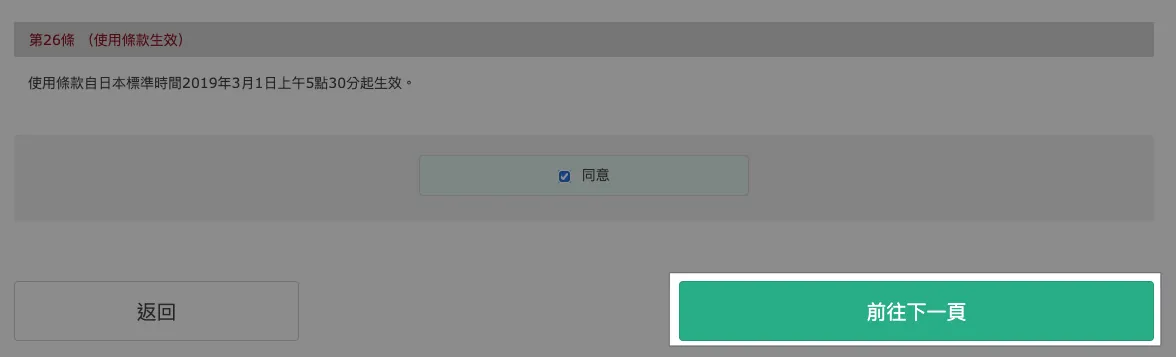 第26條 （使用條款生效）
使用條款自日本標準時間2019年3月1日上午5點30分起生效。
同意
返回
前往下一頁